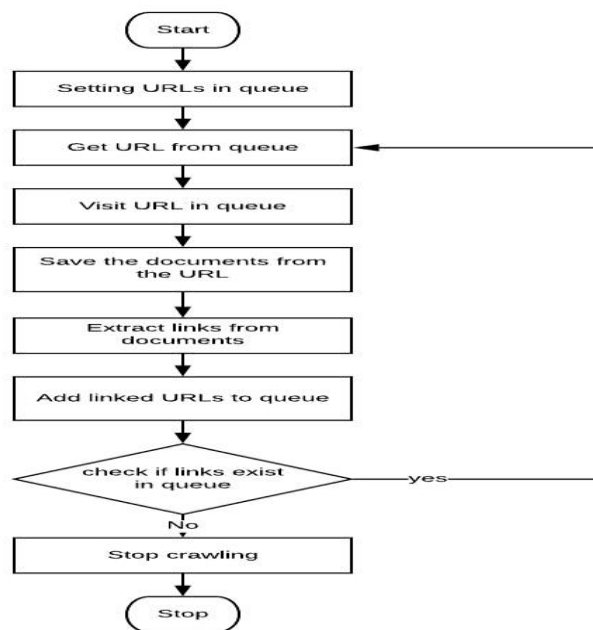 Start
Setting URLs in queue
Get URL from queue
Visit URL in queue
Save the documents from
the URL
Extract links from
documents
Add linked URLs to queue
check if links exist
in queue
yes
No
Stop crawling
Stop